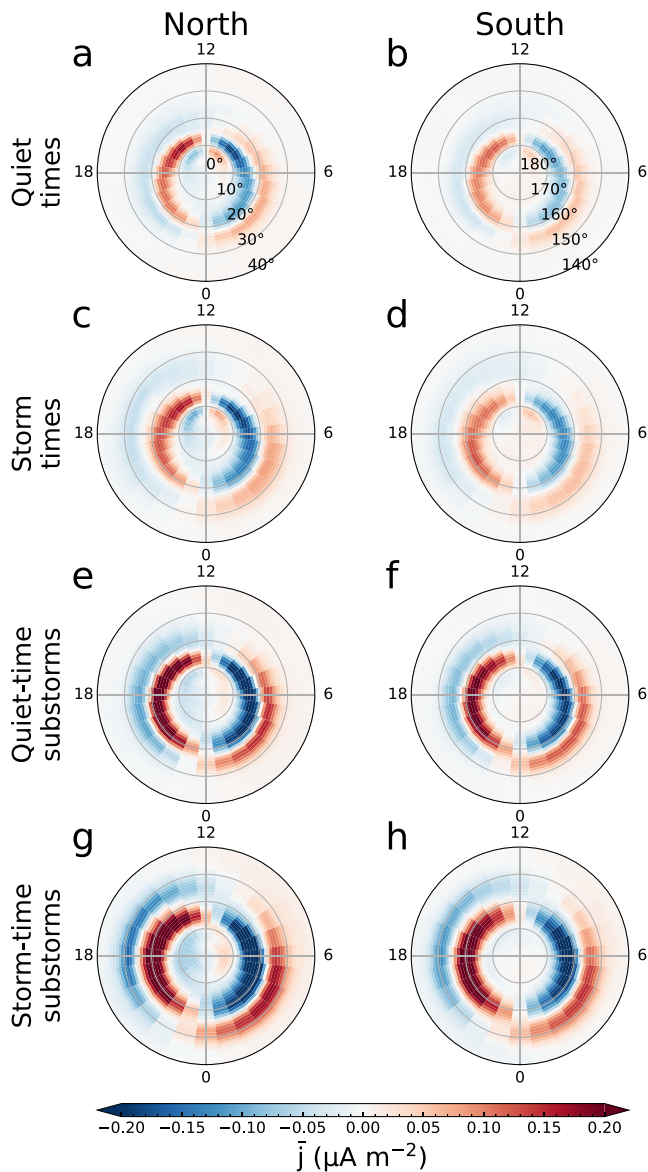 North South
a 12 b 12
Quiet
times
18 6 18 6
0° 180°
10° 170°
20° 160°
30° 150°
40° 140°
0 0
c 12 d 12
Storm
times
18 6 18 6
0 0
e 12 f 12
Quiet-time
substorms
18 6 18 6
0 0
g 12 h 12
Storm-time
substorms
18 6 18 6
0 0
−0.20 −0.15 −0.10 −0.05 0.00 0.05 0.10 0.15 0.20
j̄ (μA m⁻²)